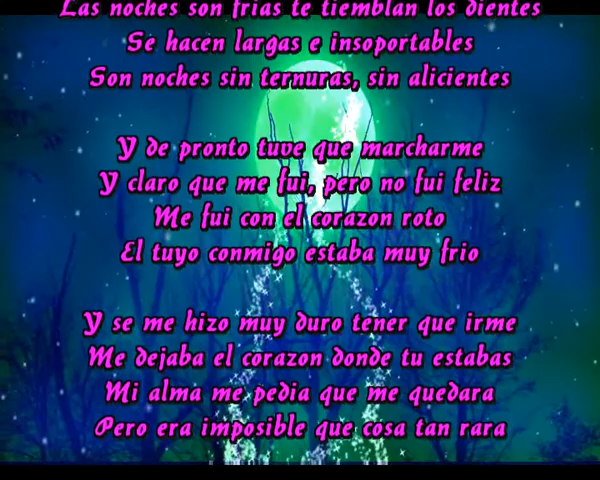 Las noches son frias te tiemblan los dientes
Se hacen largas e insoportables
Son noches sin ternuras, sin alicientes
Y de pronto tuve que marcharme
Y claro que me fui, pero no fui feliz
Me fui con el corazon roto
El tuyo conmigo estaba muy frio
Y se me hizo muy duro tener que irme
Me dejaba el corazon donde tu estabas
Mi alma me pedia que me quedara
Pero era imposible que cosa tan rara